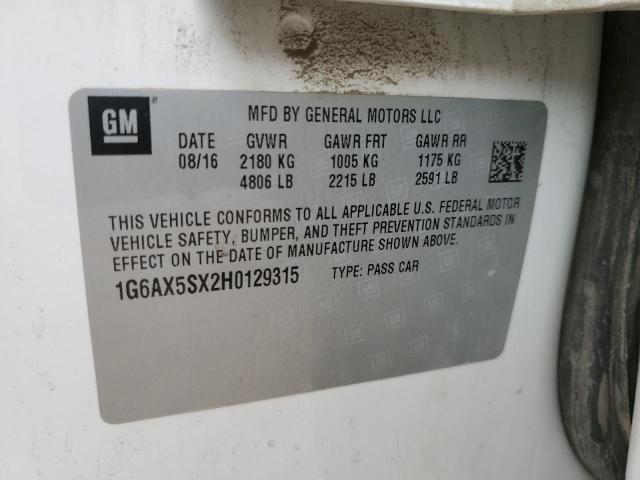 GM
MFD BY GENERAL MOTORS LLC
DATE GVWR GAWR FRT GAWR RR
08/16 2180 KG 1005 KG 1175 KG
4806 LB 2215 LB 2591 LB
THIS VEHICLE CONFORMS TO ALL APPLICABLE U.S. FEDERAL MOTOR
VEHICLE SAFETY, BUMPER, AND THEFT PREVENTION STANDARDS IN
EFFECT ON THE DATE OF MANUFACTURE SHOWN ABOVE.
1G6AX5SX2H0129315 TYPE: PASS CAR